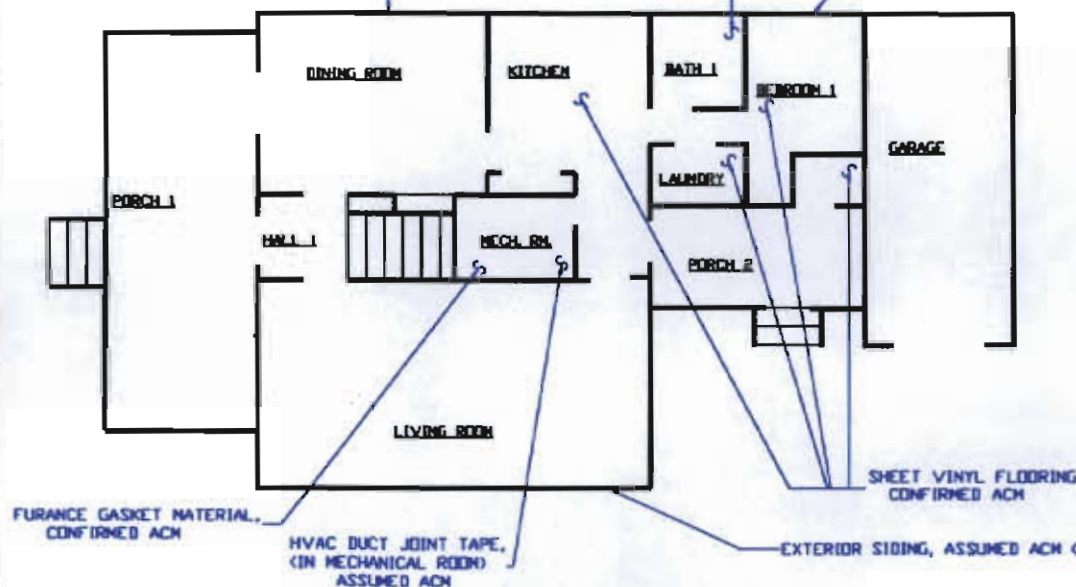 DINING ROOM
KITCHEN
BATH 1
BEDROOM 1
GARAGE
LAUNDRY
PORCH 1
HALL 1
MECH. RM.
PORCH 2
LIVING ROOM
SHEET VINYL FLOORING
CONFIRMED ACM
FURANCE GASKET MATERIAL,
CONFIRMED ACM
HVAC DUCT JOINT TAPE,
(IN MECHANICAL ROOM)
ASSUMED ACM
EXTERIOR SIDING, ASSUMED ACM (